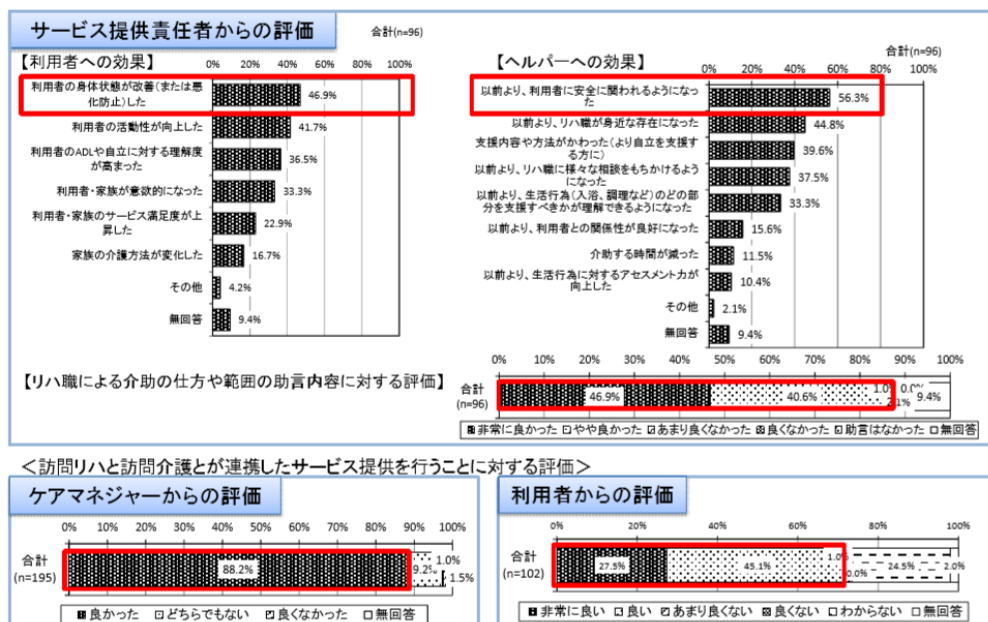 サービス提供責任者からの評価
合計(n=96)
【利用者への効果】
0% 20% 40% 60% 80% 100%
利用者の身体状態が改善(または悪
化防止)した
46.9%
利用者の活動性が向上した
41.7%
利用者のADLや自立に対する理解度
が高まった
36.5%
利用者・家族が意欲的になった
33.3%
利用者・家族のサービス満足度が上
昇した
22.9%
家族の介護方法が変化した
16.7%
その他
4.2%
無回答
9.4%
合計(n=96)
【ヘルパーへの効果】
0% 20% 40% 60% 80% 100%
以前より、利用者に安全に関われるようになっ
た
56.3%
以前より、リハ職が身近な存在になった
44.8%
支援内容や方法がかわった(より自立を支援す
る方に)
39.6%
以前より、リハ職に様々な相談をもちかけるよう
になった
37.5%
以前より、生活行為(入浴、調理など)のどの部
分を支援すべきかが理解できるようになった
33.3%
以前より、利用者との関係性が良好になった
15.6%
介助する時間が減った
11.5%
以前より、生活行為に対するアセスメント力が
向上した
10.4%
その他
2.1%
無回答
9.4%
【リハ職による介助の仕方や範囲の助言内容に対する評価】
0% 10% 20% 30% 40% 50% 60% 70% 80% 90% 100%
合計
(n=96)
46.9% 40.6% 1.0% 0.0% 2.1% 9.4%
非常に良かった やや良かった あまり良くなかった 良くなかった 助言はなかった 無回答
＜訪問リハと訪問介護とが連携したサービス提供を行うことに対する評価＞
ケアマネジャーからの評価
0% 10% 20% 30% 40% 50% 60% 70% 80% 90% 100%
合計
(n=195)
88.2% 9.2% 1.0% 1.5%
良かった どちらでもない 良くなかった 無回答
利用者からの評価
0% 20% 40% 60% 80% 100%
合計
(n=102)
27.5% 45.1% 1.0% 0.0% 24.5% 2.0%
非常に良い 良い あまり良くない 良くない わからない 無回答